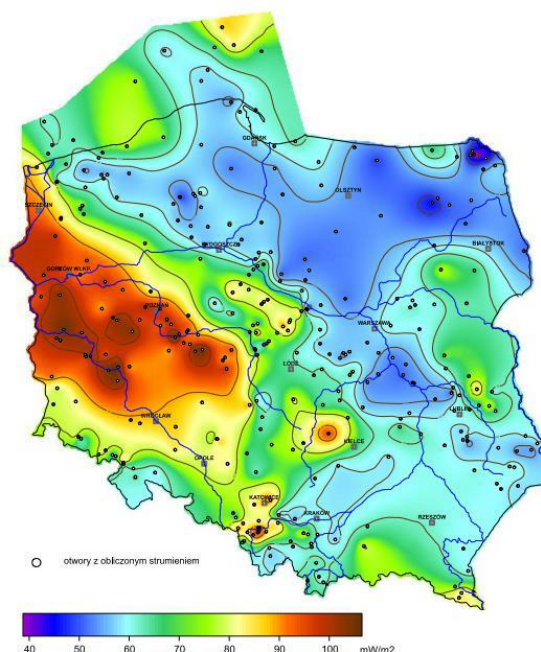 GDAŃSK
OLSZTYN
SZCZECIN
BYDGOSZCZ
BIAŁYSTOK
GORZÓW WLKP.
POZNAŃ
WARSZAWA
ŁÓDŹ
LUBLIN
WROCŁAW
KIELCE
OPOLE
KATOWICE
KRAKÓW
RZESZÓW
otwory z obliczonym strumieniem
40 50 60 70 80 90 100 mW/m2